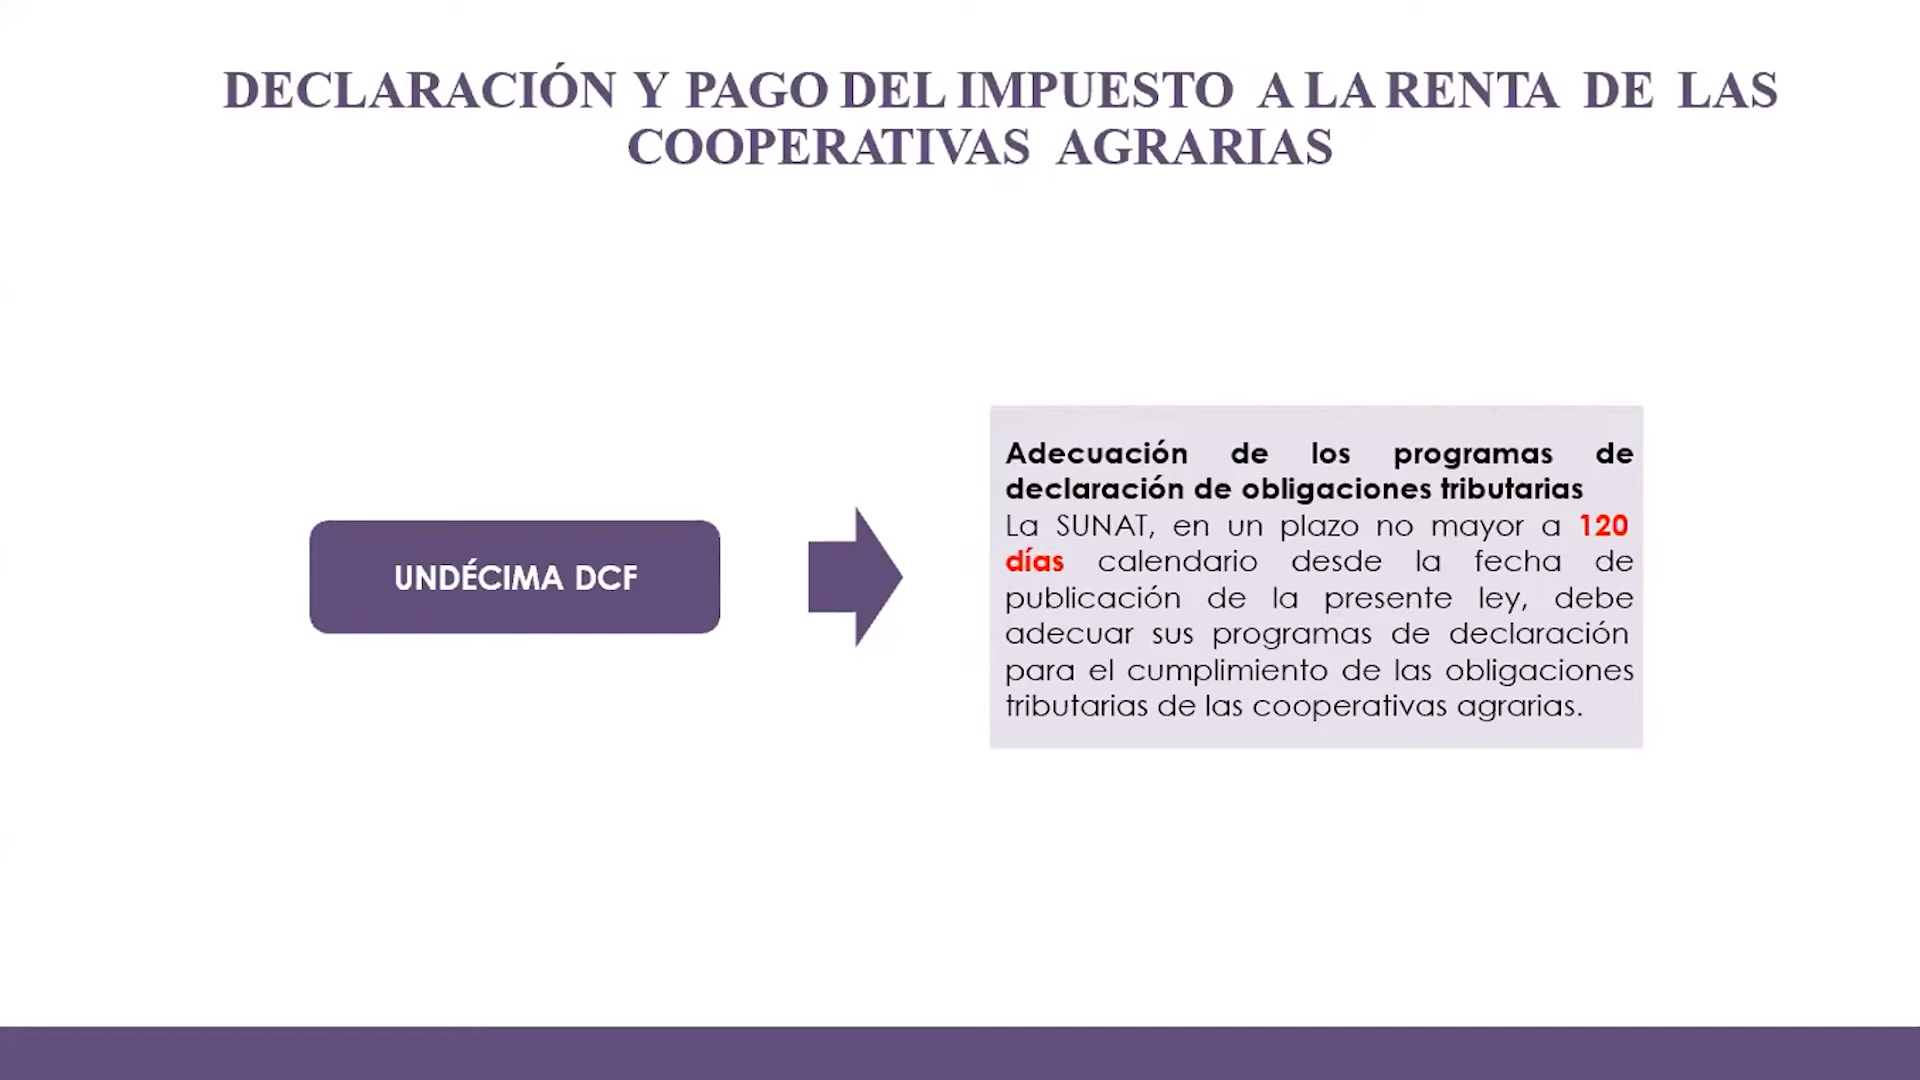 DECLARACIÓN Y PAGO DEL IMPUESTO A LA RENTA DE LAS
COOPERATIVAS AGRARIAS
UNDÉCIMA DCF
Adecuación de los programas de
declaración de obligaciones tributarias
La SUNAT, en un plazo no mayor a 120
días calendario desde la fecha de
publicación de la presente ley, debe
adecuar sus programas de declaración
para el cumplimiento de las obligaciones
tributarias de las cooperativas agrarias.